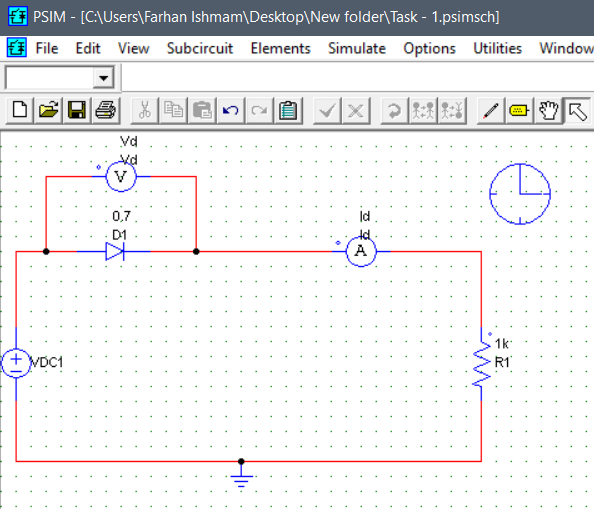 PSIM - [C:\Users\Farhan Ishmam\Desktop\New folder\Task - 1.psimsch]
File Edit View Subcircuit Elements Simulate Options Utilities Window
Vd
Vd
V
0.7
D1
Id
Id
A
1k
R1
VDC1